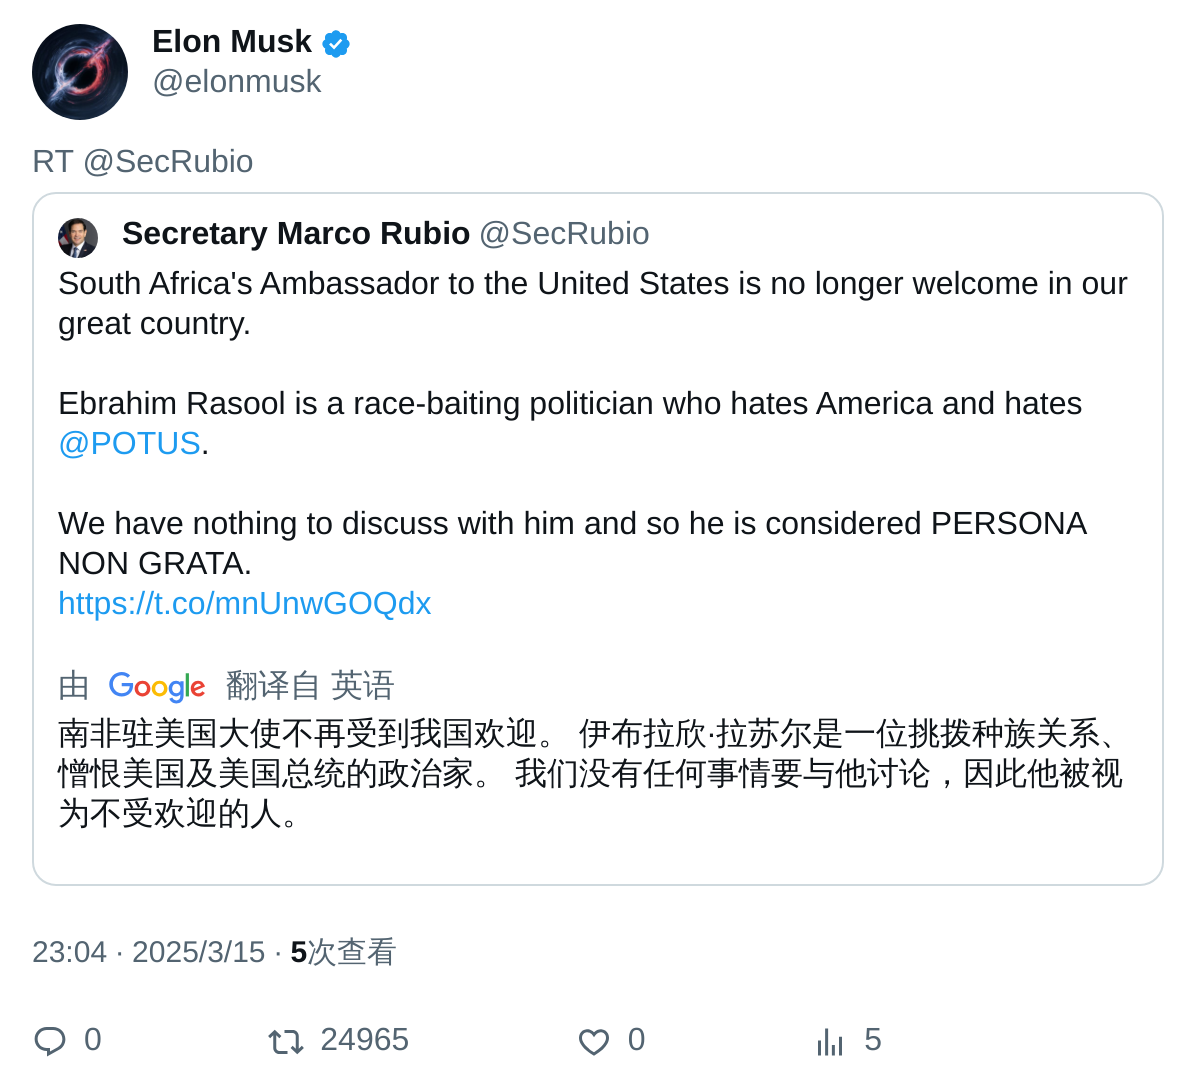 Elon Musk
@elonmusk
RT @SecRubio
Secretary Marco Rubio @SecRubio
South Africa's Ambassador to the United States is no longer welcome in our
great country.
Ebrahim Rasool is a race-baiting politician who hates America and hates
@POTUS.
We have nothing to discuss with him and so he is considered PERSONA
NON GRATA.
https://t.co/mnUnwGOQdx
由 Google 翻译自 英语
南非驻美国大使不再受到我国欢迎。 伊布拉欣·拉苏尔是一位挑拨种族关系、
憎恨美国及美国总统的政治家。 我们没有任何事情要与他讨论，因此他被视
为不受欢迎的人。
23:04 · 2025/3/15 · 5次查看
0 24965 0 5